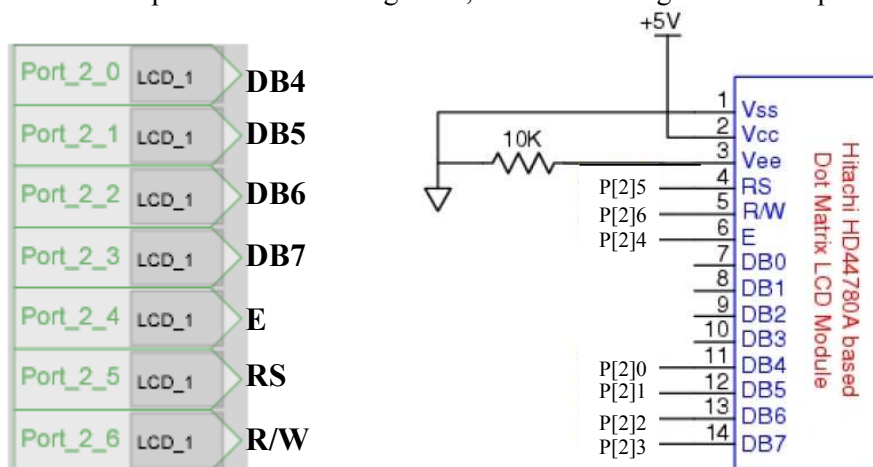 Port_2_0 LCD_1 DB4
Port_2_1 LCD_1 DB5
Port_2_2 LCD_1 DB6
Port_2_3 LCD_1 DB7
Port_2_4 LCD_1 E
Port_2_5 LCD_1 RS
Port_2_6 LCD_1 R/W
+5V
10K
1 Vss
2 Vcc
3 Vee
P[2]5 4 RS
P[2]6 5 R/W
P[2]4 6 E
7 DB0
8 DB1
9 DB2
10 DB3
P[2]0 11 DB4
P[2]1 12 DB5
P[2]2 13 DB6
P[2]3 14 DB7
Hitachi HD44780A based
Dot Matrix LCD Module